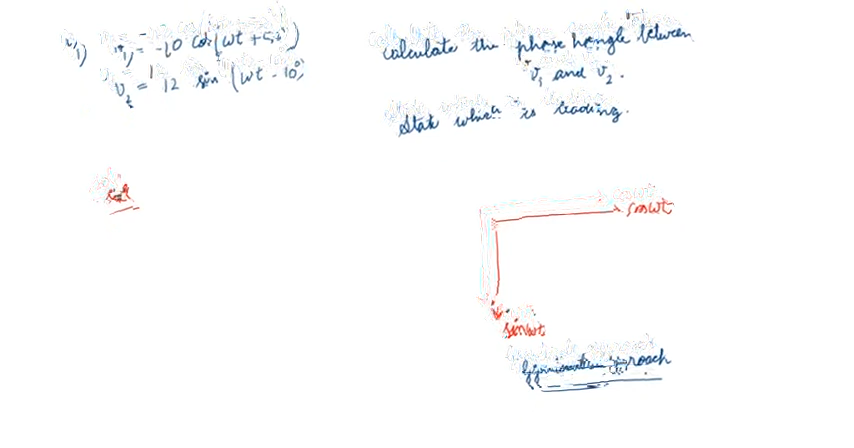 v₁ = -10 cos(ωt + 50°)
v₂ = 12 sin (ωt - 10°)
calculate the phase angle between
v₁ and v₂.
State which is leading.
Sol
cosωt
sinωt
approach